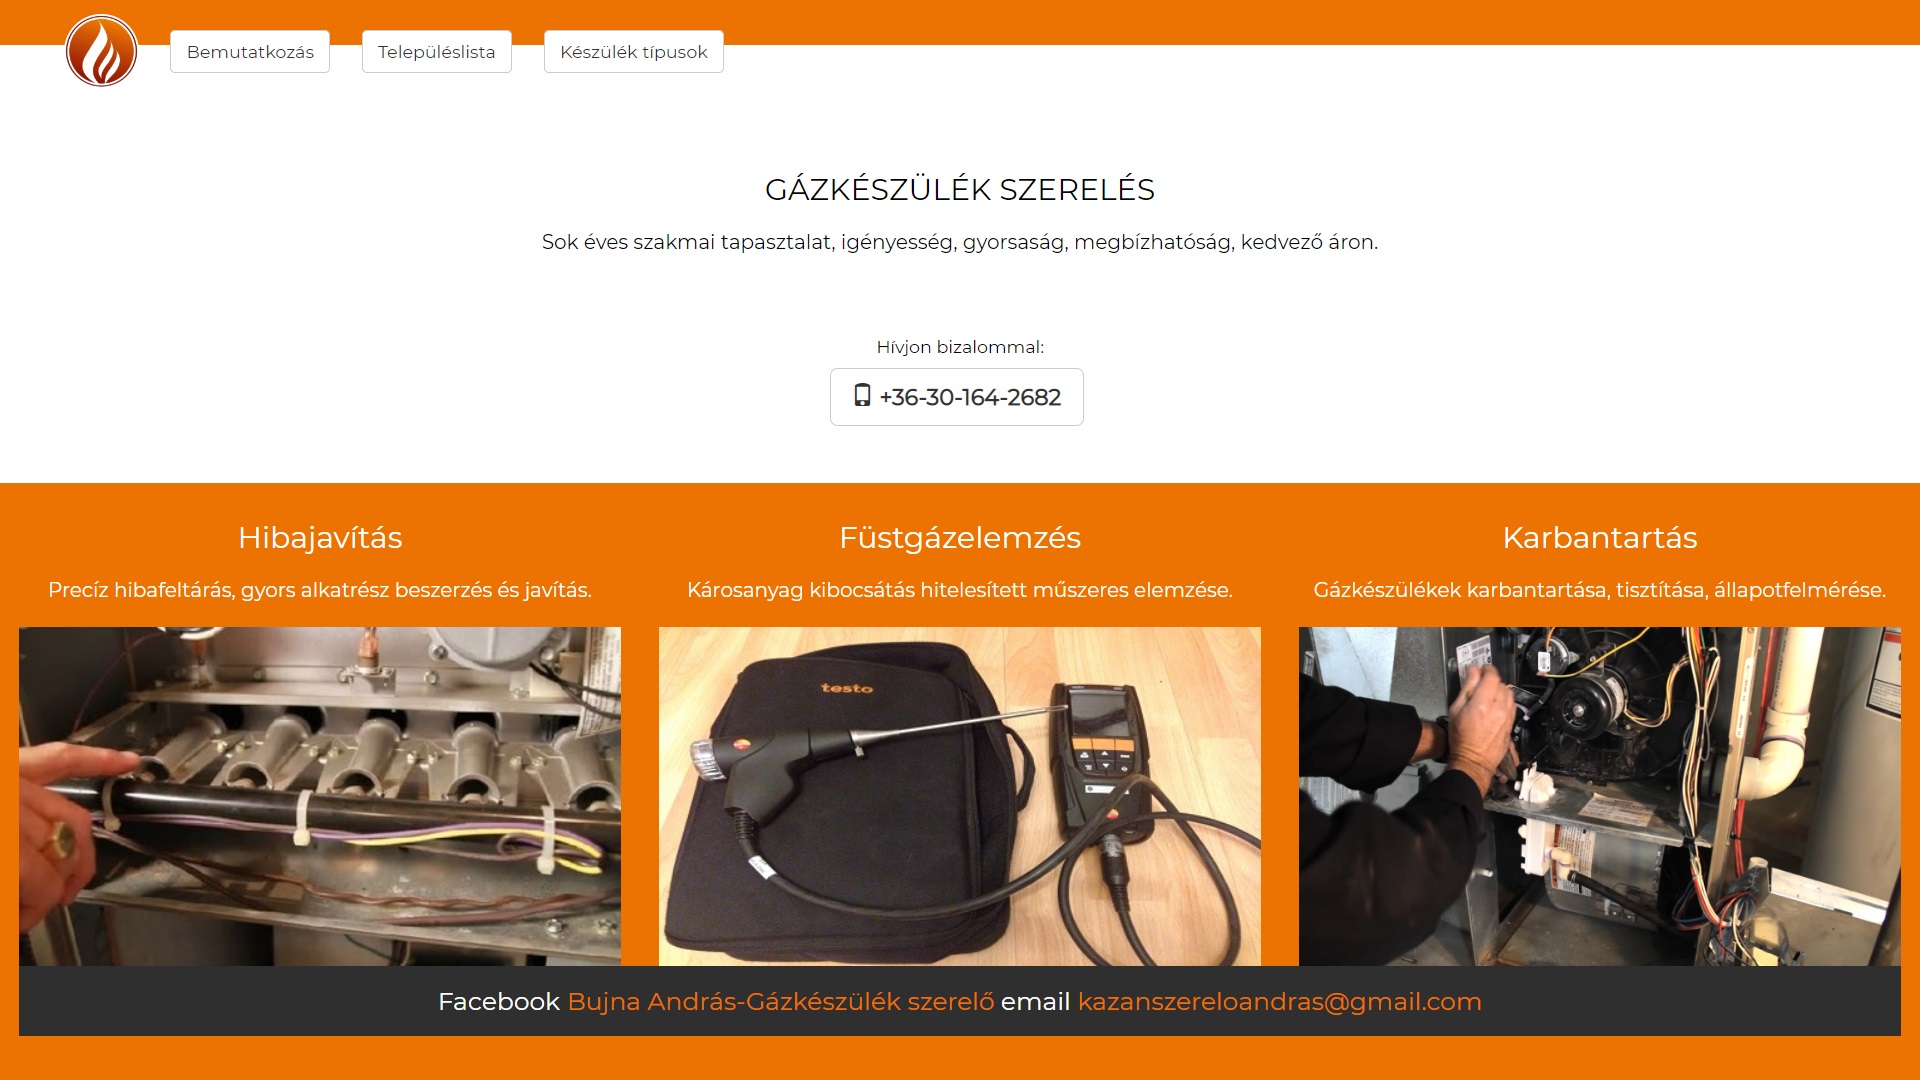 Bemutatkozás
Településlista
Készülék típusok
GÁZKÉSZÜLÉK SZERELÉS
Sok éves szakmai tapasztalat, igényesség, gyorsaság, megbízhatóság, kedvező áron.
Hívjon bizalommal:
+36-30-164-2682
Hibajavítás
Precíz hibafeltárás, gyors alkatrész beszerzés és javítás.
Füstgázelemzés
Károsanyag kibocsátás hitelesített műszeres elemzése.
Karbantartás
Gázkészülékek karbantartása, tisztítása, állapotfelmérése.
testo
Facebook Bujna András-Gázkészülék szerelő email kazanszereloandras@gmail.com